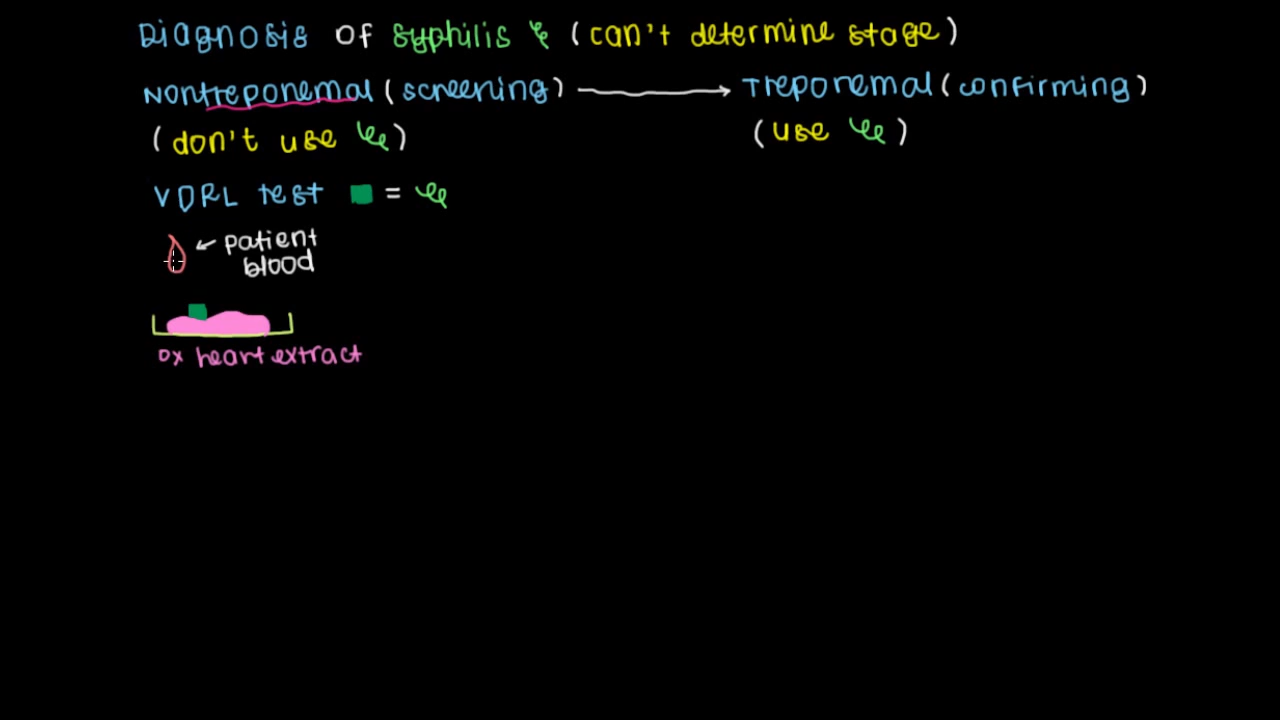 Diagnosis of syphilis (can't determine stage)
Nontreponemal (screening) → Treponemal (confirming)
(don't use ) (use )
VDRL test =
← patient
blood
Ox heart extract